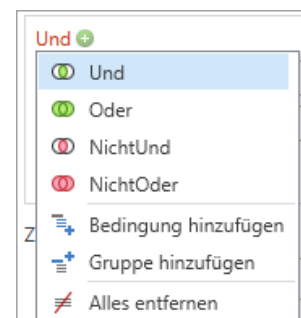 Und
Und
Oder
NichtUnd
NichtOder
Z
Bedingung hinzufügen
Gruppe hinzufügen
Alles entfernen